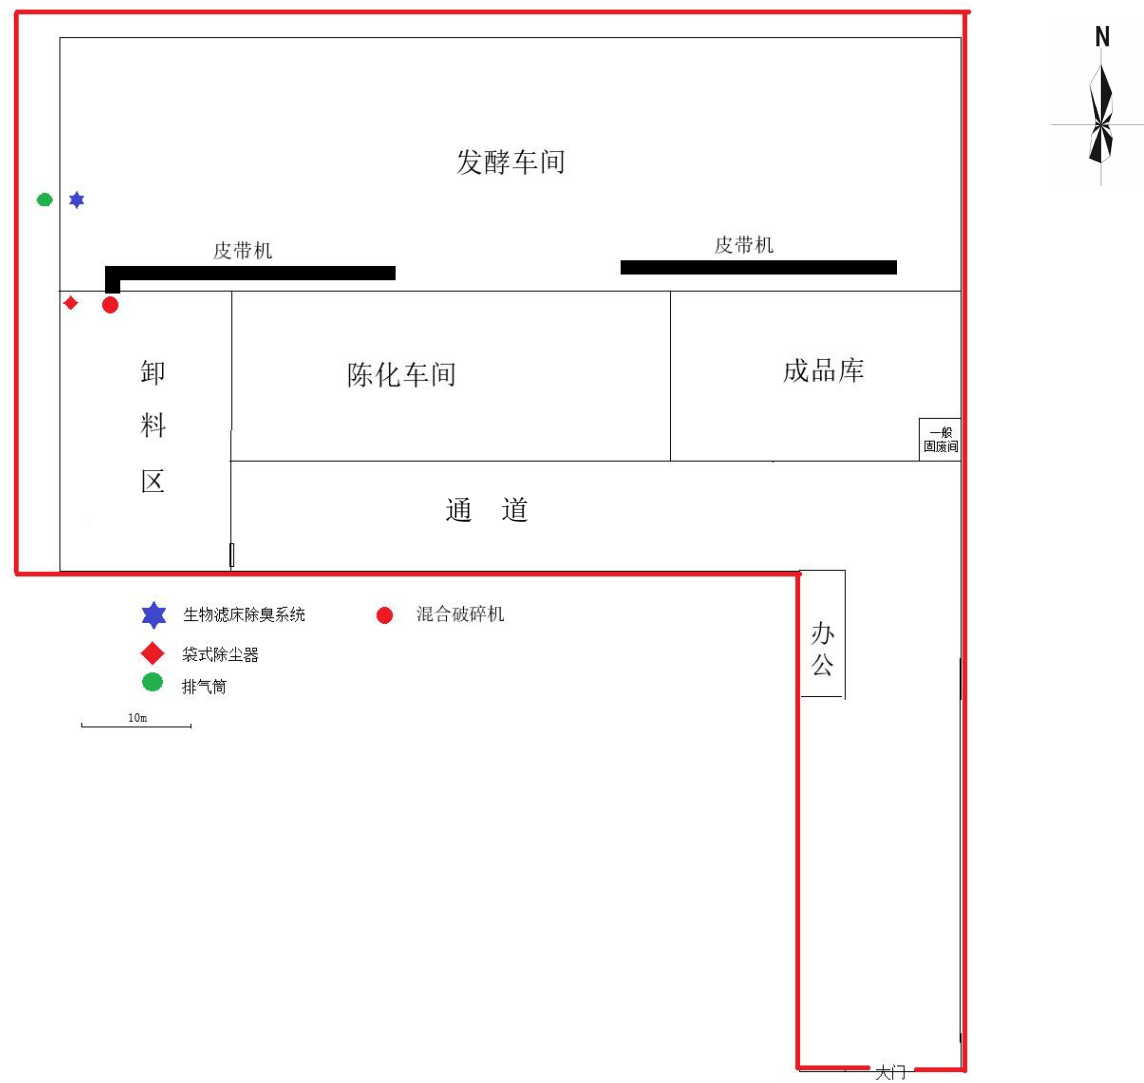 N
发酵车间
皮带机
皮带机
卸
料
区
陈化车间
成品库
一般
固废间
通 道
生物滤床除臭系统
混合破碎机
袋式除尘器
排气筒
10m
办
公
大门